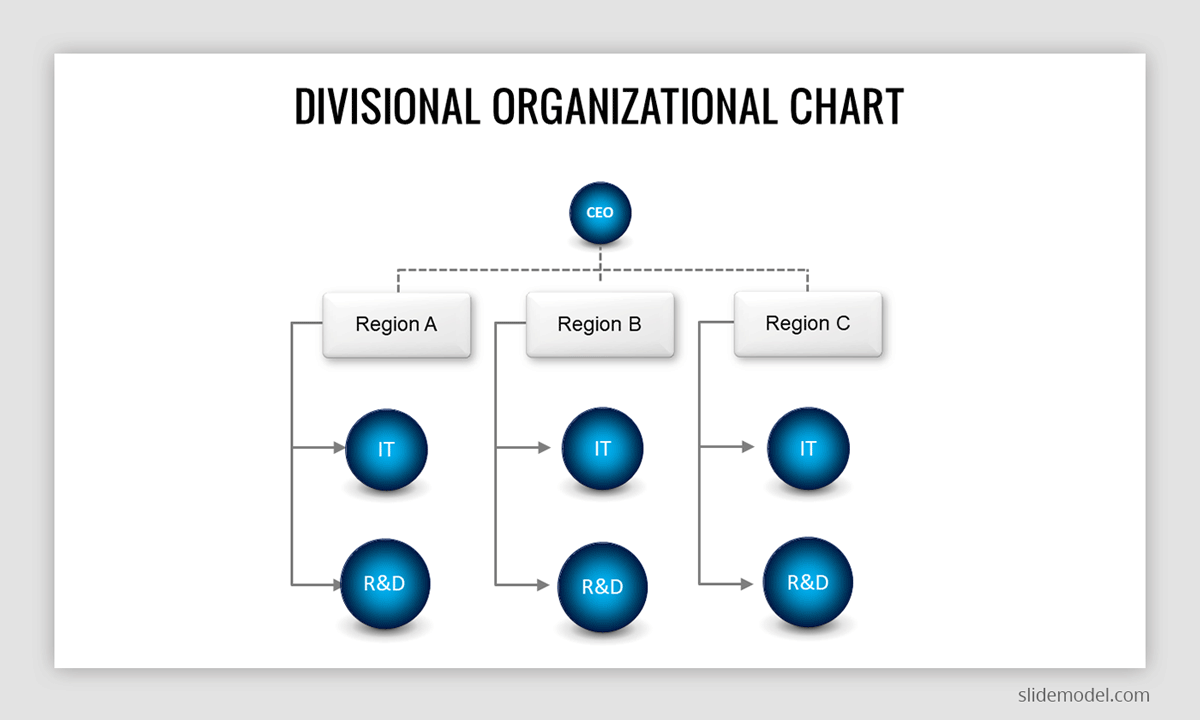 DIVISIONAL ORGANIZATIONAL CHART
CEO
Region A
Region B
Region C
IT
IT
IT
R&D
R&D
R&D
slidemodel.com